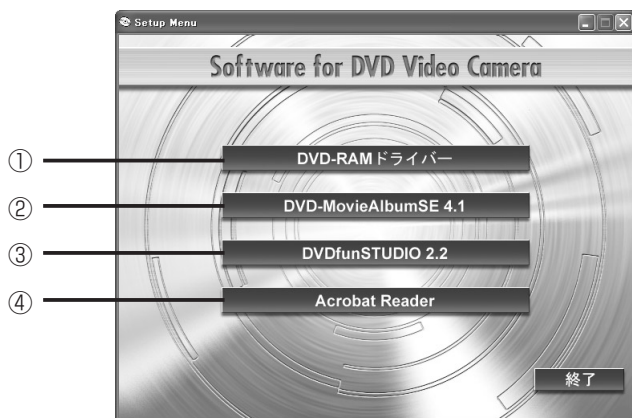 Setup Menu
Software for DVD Video Camera
① DVD-RAMドライバー
② DVD-MovieAlbumSE 4.1
③ DVDfunSTUDIO 2.2
④ Acrobat Reader
終了